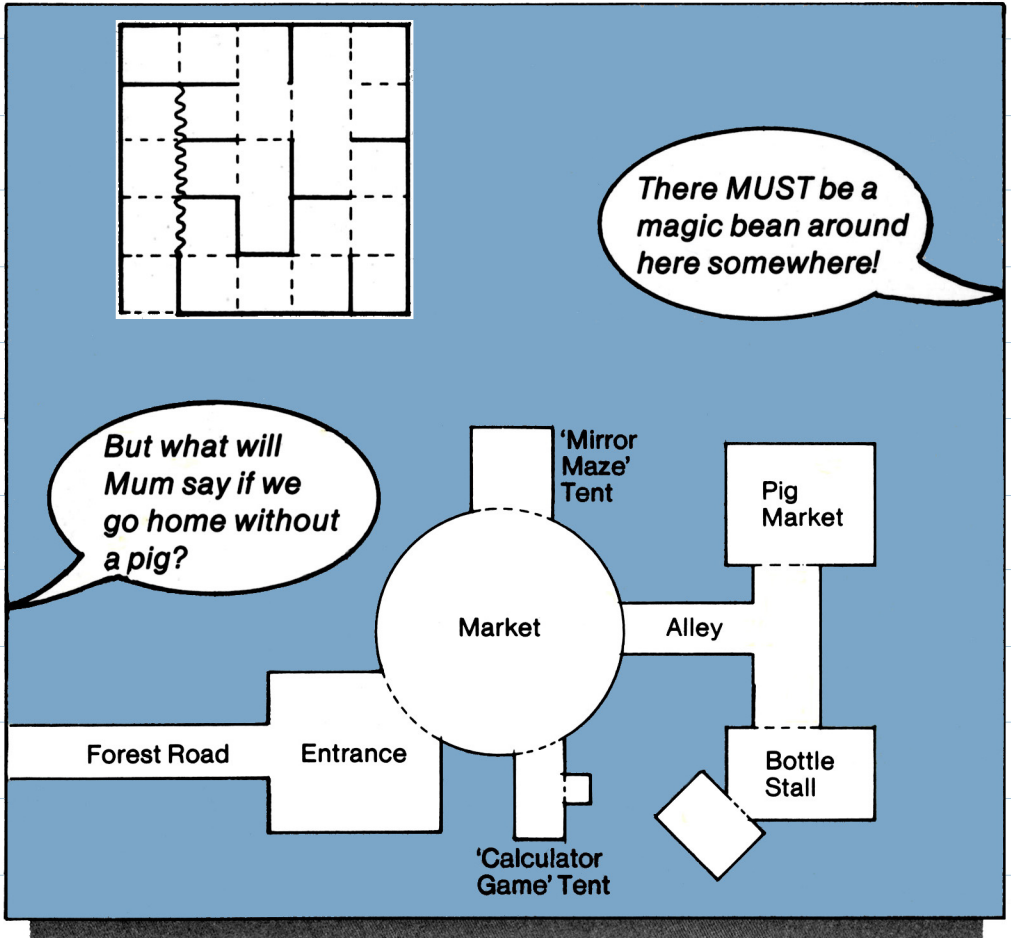 There MUST be a
magic bean around
here somewhere!
But what will
Mum say if we
go home without
a pig?
'Mirror
Maze'
Tent
Pig
Market
Market
Alley
Forest Road
Entrance
Bottle
Stall
'Calculator
Game' Tent